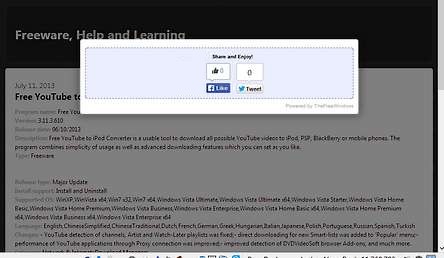 Freeware, Help and Learning
Share and Enjoy!
0
0
Like
Tweet
Powered by
July 11, 2013
Free YouTube to
Program name: Free
Version: 3.11.3.610
Release date: 06/10/2013
Description: Free YouTube to iPod Converter is a usable tool to download all possible YouTube videos to iPod, PSP, BlackBerry or mobile phones. The
program combines simplicity of usage as well as advanced downloading features which you can set as you like.
Type: Freeware
Release type: Major Update
Install support: Install and Uninstall
Supported OS: WinXP,WinVista x64,Win7 x32,Win7 x64,Windows Vista Ultimate,Windows Vista Ultimate x64,Windows Vista Starter,Windows Vista Home
Basic,Windows Vista Home Premium,Windows Vista Business,Windows Vista Enterprise,Windows Vista Home Basic x64,Windows Vista Home Premium
x64,Windows Vista Business x64,Windows Vista Enterprise x64
Language: English,ChineseSimplified,ChineseTraditional,Dutch,French,German,Greek,Hungarian,Italian,Japanese,Polish,Portuguese,Russian,Spanish,Turkish
Changes: - YouTube download of channels, Artist and Watch-Later playlists was fixed;- direct downloading for new Smart-lists was added to 'Popular' menu;-
performance of YouTube applications through Proxy connection was improved;- improved detection of DVDVideoSoft browser Add-ons, and much more.